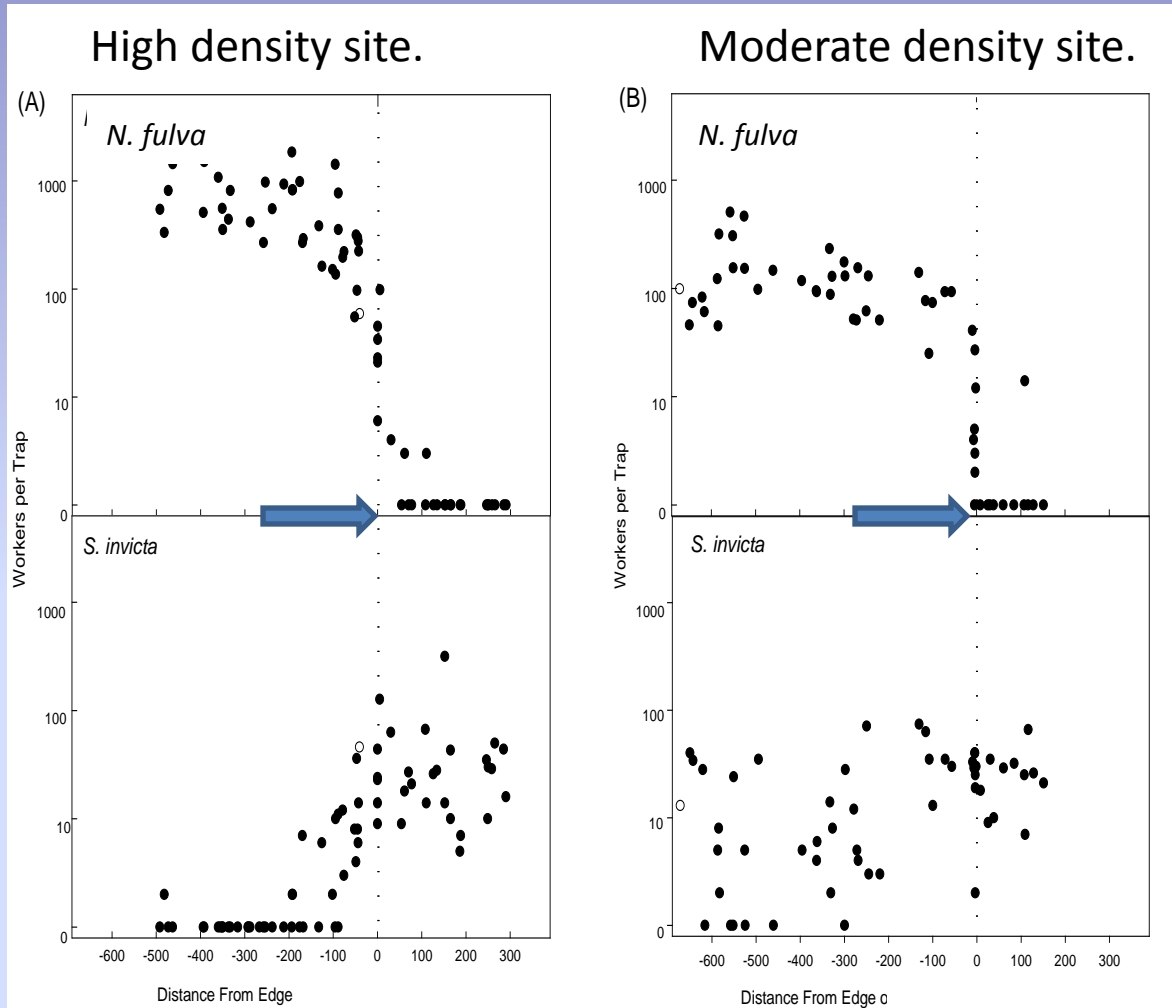 High density site.
Moderate density site.
(A)
N. fulva
1000
100
10
0
Workers per Trap
S. invicta
1000
100
10
0
-600 -500 -400 -300 -200 -100 0 100 200 300
Distance From Edge
(B)
N. fulva
1000
100
10
0
Workers per Trap
S. invicta
1000
100
10
0
-600 -500 -400 -300 -200 -100 0 100 200 300
Distance From Edge o